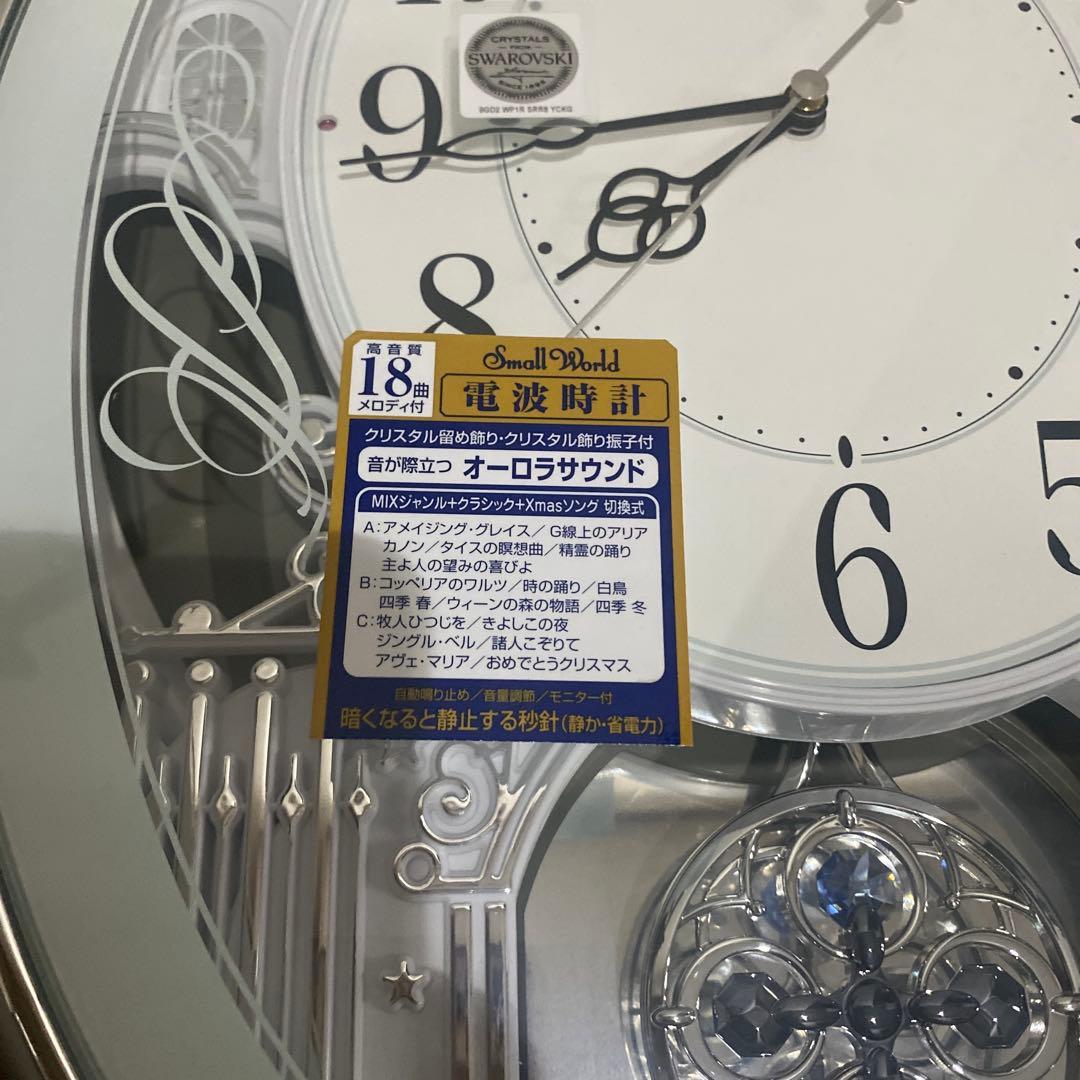 CRYSTALS
FROM
SWAROVSKI
SINCE 1895
9GD2 WP1R SRR8 YCKG
9
8
6
5
高音質
18曲
メロディ付
Small World
電波時計
クリスタル留め飾り・クリスタル飾り振子付
音が際立つ オーロラサウンド
MIXジャンル+クラシック+Xmasソング 切換式
A:アメイジング・グレイス/G線上のアリア
カノン/タイスの瞑想曲/精霊の踊り
主よ人の望みの喜びよ
B:コッペリアのワルツ/時の踊り/白鳥
四季 春/ウィーンの森の物語/四季 冬
C:牧人ひつじを/きよしこの夜
ジングル・ベル/諸人こぞりて
アヴェ・マリア/おめでとうクリスマス
自動鳴り止め/音量調節/モニター付
暗くなると静止する秒針(静か・省電力)